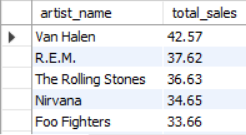 artist_name total_sales
Van Halen 42.57
R.E.M. 37.62
The Rolling Stones 36.63
Nirvana 34.65
Foo Fighters 33.66